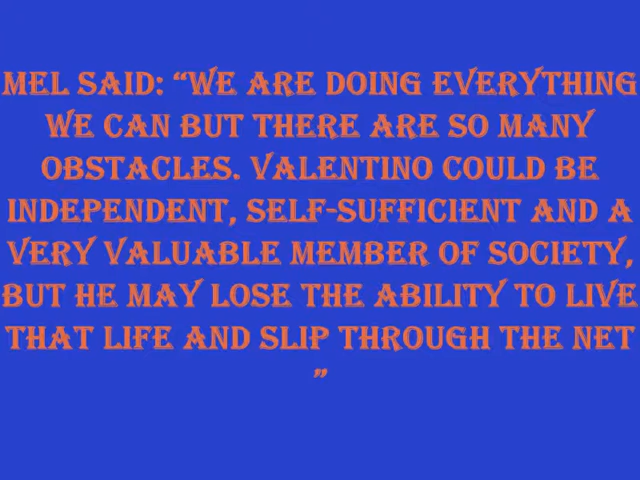 MEL SAID: “WE ARE DOING EVERYTHING
WE CAN BUT THERE ARE SO MANY
OBSTACLES. VALENTINO COULD BE
INDEPENDENT, SELF-SUFFICIENT AND A
VERY VALUABLE MEMBER OF SOCIETY,
BUT HE MAY LOSE THE ABILITY TO LIVE
THAT LIFE AND SLIP THROUGH THE NET
”